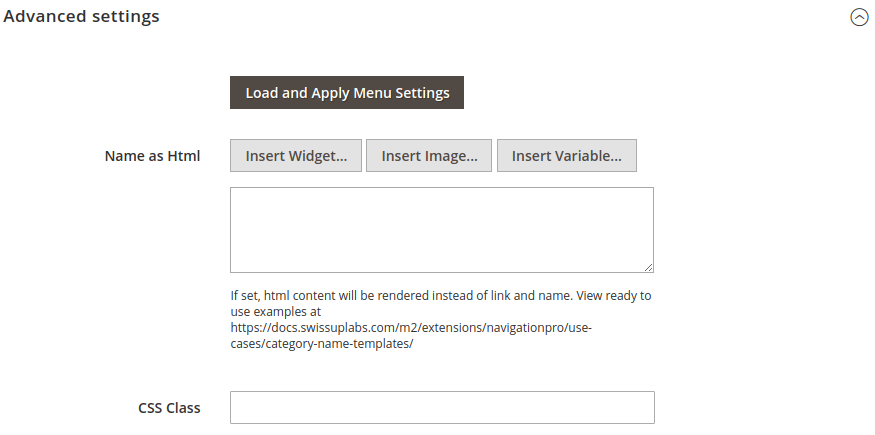 Advanced settings
Load and Apply Menu Settings
Name as Html
Insert Widget...
Insert Image...
Insert Variable...
If set, html content will be rendered instead of link and name. View ready to
use examples at
https://docs.swissuplabs.com/m2/extensions/navigationpro/use-
cases/category-name-templates/
CSS Class